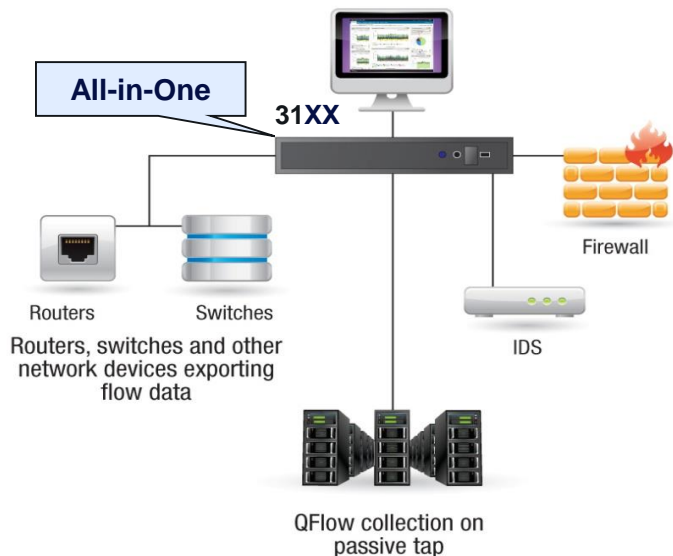 All-in-One
31XX
Firewall
Routers
Switches
IDS
Routers, switches and other
network devices exporting
flow data
QFlow collection on
passive tap